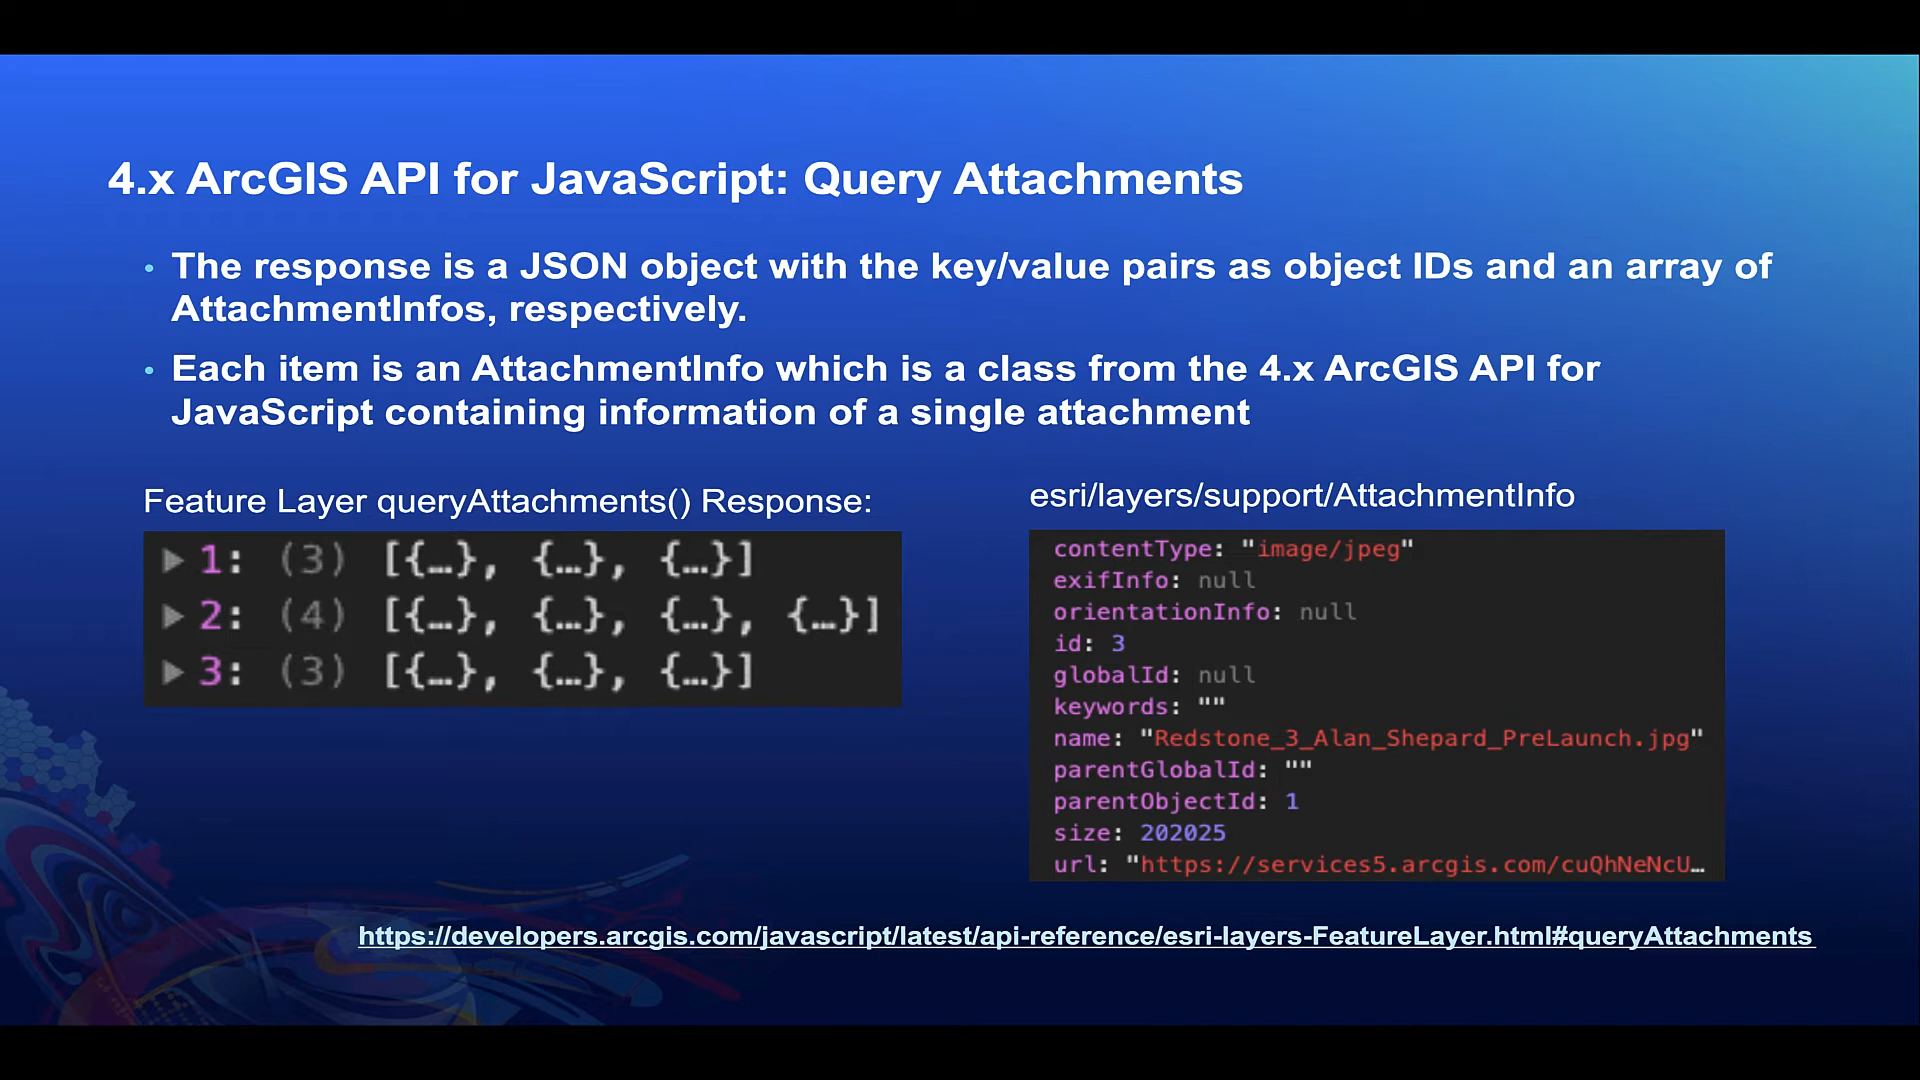 4.x ArcGIS API for JavaScript: Query Attachments
• The response is a JSON object with the key/value pairs as object IDs and an array of
AttachmentInfos, respectively.
• Each item is an AttachmentInfo which is a class from the 4.x ArcGIS API for
JavaScript containing information of a single attachment
Feature Layer queryAttachments() Response:
▶ 1: (3) [{…}, {…}, {…}]
▶ 2: (4) [{…}, {…}, {…}, {…}]
▶ 3: (3) [{…}, {…}, {…}]
esri/layers/support/AttachmentInfo
contentType: "image/jpeg"
exifInfo: null
orientationInfo: null
id: 3
globalId: null
keywords: ""
name: "Redstone_3_Alan_Shepard_PreLaunch.jpg"
parentGlobalId: ""
parentObjectId: 1
size: 202025
url: "https://services5.arcgis.com/cuQhNeNcU…
https://developers.arcgis.com/javascript/latest/api-reference/esri-layers-FeatureLayer.html#queryAttachments